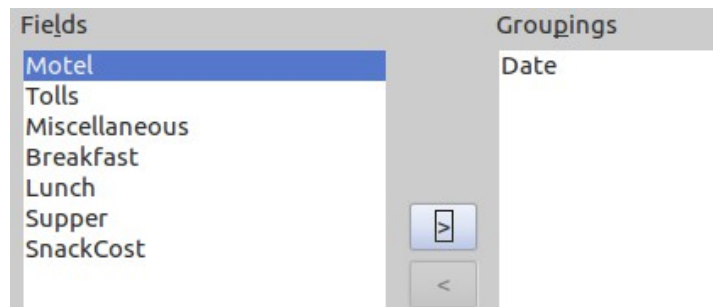 Fields
Groupings
Motel
Date
Tolls
Miscellaneous
Breakfast
Lunch
Supper
SnackCost
>
<